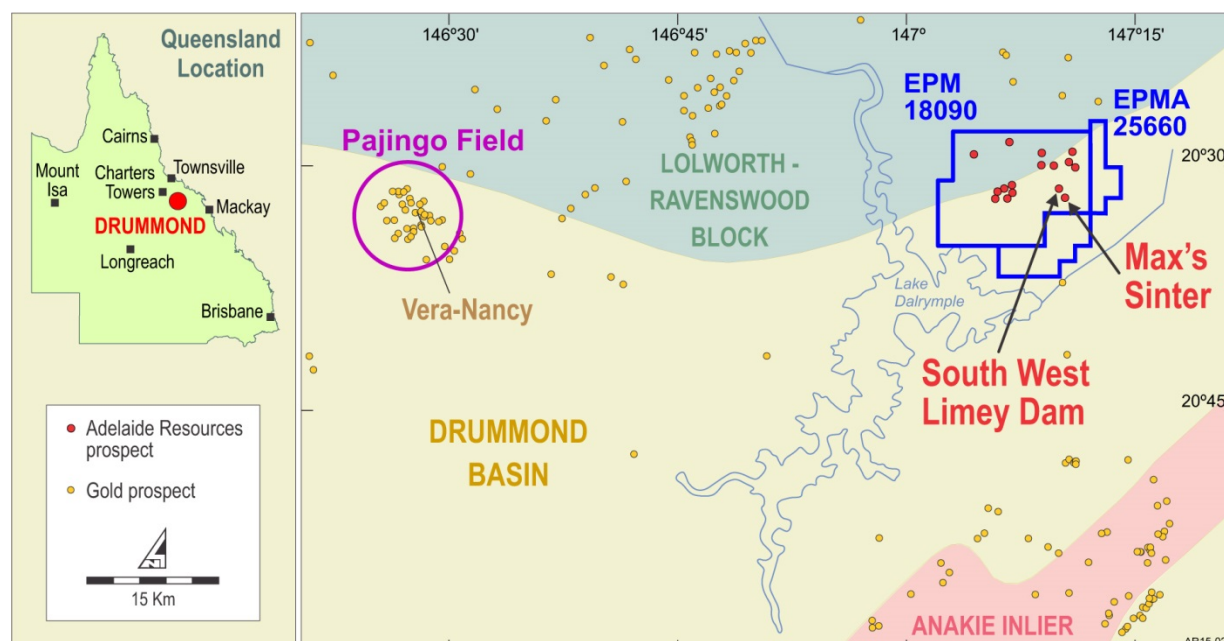 Queensland
Location
Cairns
Townsville
Mount
Isa
Charters
Towers
Mackay
DRUMMOND
Longreach
Brisbane
Adelaide Resources
prospect
Gold prospect
N
15 Km
146°30'
146°45'
147°
147°15'
EPM
18090
EPMA
25660
20°30'
Pajingo Field
LOLWORTH -
RAVENSWOOD
BLOCK
Vera-Nancy
Lake
Dalrymple
Max's
Sinter
South West
Limey Dam
20°45'
DRUMMOND
BASIN
ANAKIE INLIER